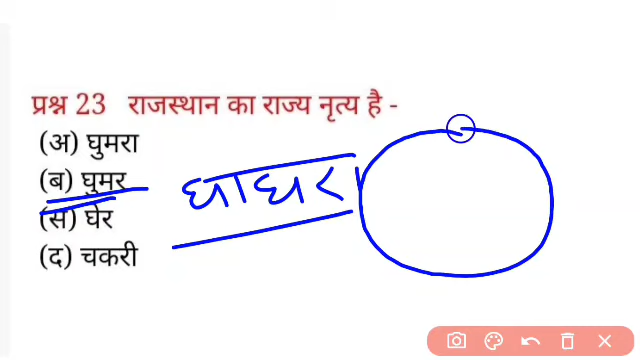 प्रश्न 23 राजस्थान का राज्य नृत्य है -
(अ) घुमरा
(ब) घुमर
(स) घेर
(द) चकरी
घाघरा